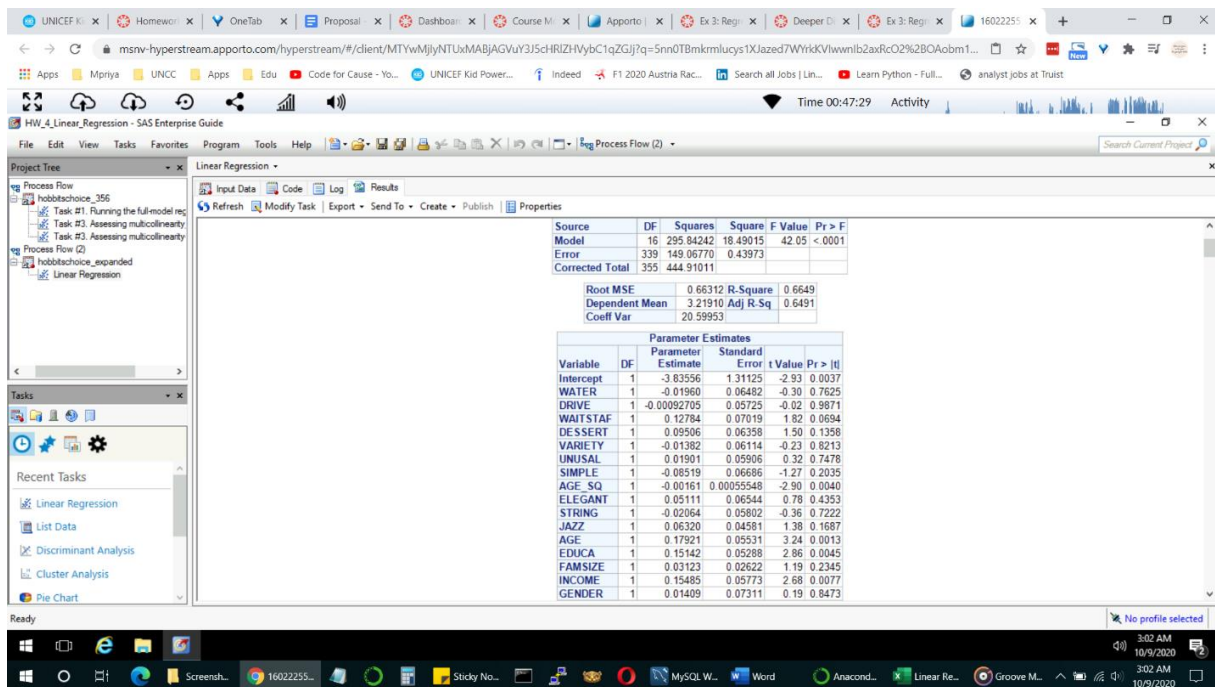 UNICEF Ki x Homewor x OneTab x Proposal - x Dashboar x Course M x Apporto | x Ex 3: Regr x Deeper D x Ex 3: Regr x 16022255 x +
msnv-hyperstream.apporto.com/hyperstream/#/client/
Apps Mpriya UNCC Apps Edu Code for Cause - Yo... UNICEF Kid Power... Indeed F1 2020 Austria Rac... Search all Jobs | Lin... Learn Python - Full... analyst jobs at Truist
Time 00:47:29 Activity
HW_4_Linear_Regression - SAS Enterprise Guide
File Edit View Tasks Favorites Program Tools Help Process Flow (2) Search Current Project
Project Tree
Linear Regression
Process Flow
hobbitschoice_356
Task #1. Running the full-model reg
Task #3. Assessing multicollinearity
Task #3. Assessing multicollinearity
Process Flow (2)
hobbitschoice_expanded
Linear Regression
Input Data Code Log Results
Refresh Modify Task Export Send To Create Publish Properties
Source DF Squares Square F Value Pr > F
Model 16 295.84242 18.49015 42.05 <.0001
Error 339 149.06770 0.43973
Corrected Total 355 444.91011
Root MSE 0.66312 R-Square 0.6649
Dependent Mean 3.21910 Adj R-Sq 0.6491
Coeff Var 20.59953
Parameter Estimates
Variable DF Parameter Estimate Standard Error t Value Pr > |t|
Intercept 1 -3.83556 1.31125 -2.93 0.0037
WATER 1 -0.01960 0.06482 -0.30 0.7625
DRIVE 1 -0.00092705 0.05725 -0.02 0.9871
WAITSTAF 1 0.12784 0.07019 1.82 0.0694
DESSERT 1 0.09506 0.06358 1.50 0.1358
VARIETY 1 -0.01382 0.06114 -0.23 0.8213
UNUSAL 1 0.01901 0.05906 0.32 0.7478
SIMPLE 1 -0.08519 0.06686 -1.27 0.2035
AGE_SQ 1 -0.00161 0.00055548 -2.90 0.0040
ELEGANT 1 0.05111 0.06544 0.78 0.4353
STRING 1 -0.02064 0.05802 -0.36 0.7222
JAZZ 1 0.06320 0.04581 1.38 0.1687
AGE 1 0.17921 0.05531 3.24 0.0013
EDUCA 1 0.15142 0.05288 2.86 0.0045
FAMSIZE 1 0.03123 0.02622 1.19 0.2345
INCOME 1 0.15485 0.05773 2.68 0.0077
GENDER 1 0.01409 0.07311 0.19 0.8473
Tasks
Recent Tasks
Linear Regression
List Data
Discriminant Analysis
Cluster Analysis
Pie Chart
Ready
No profile selected
3:02 AM
10/9/2020
Screensh... 16022255... Sticky No... MySQL W... Word Anacond... Linear Re... Groove M...
3:02 AM
10/9/2020